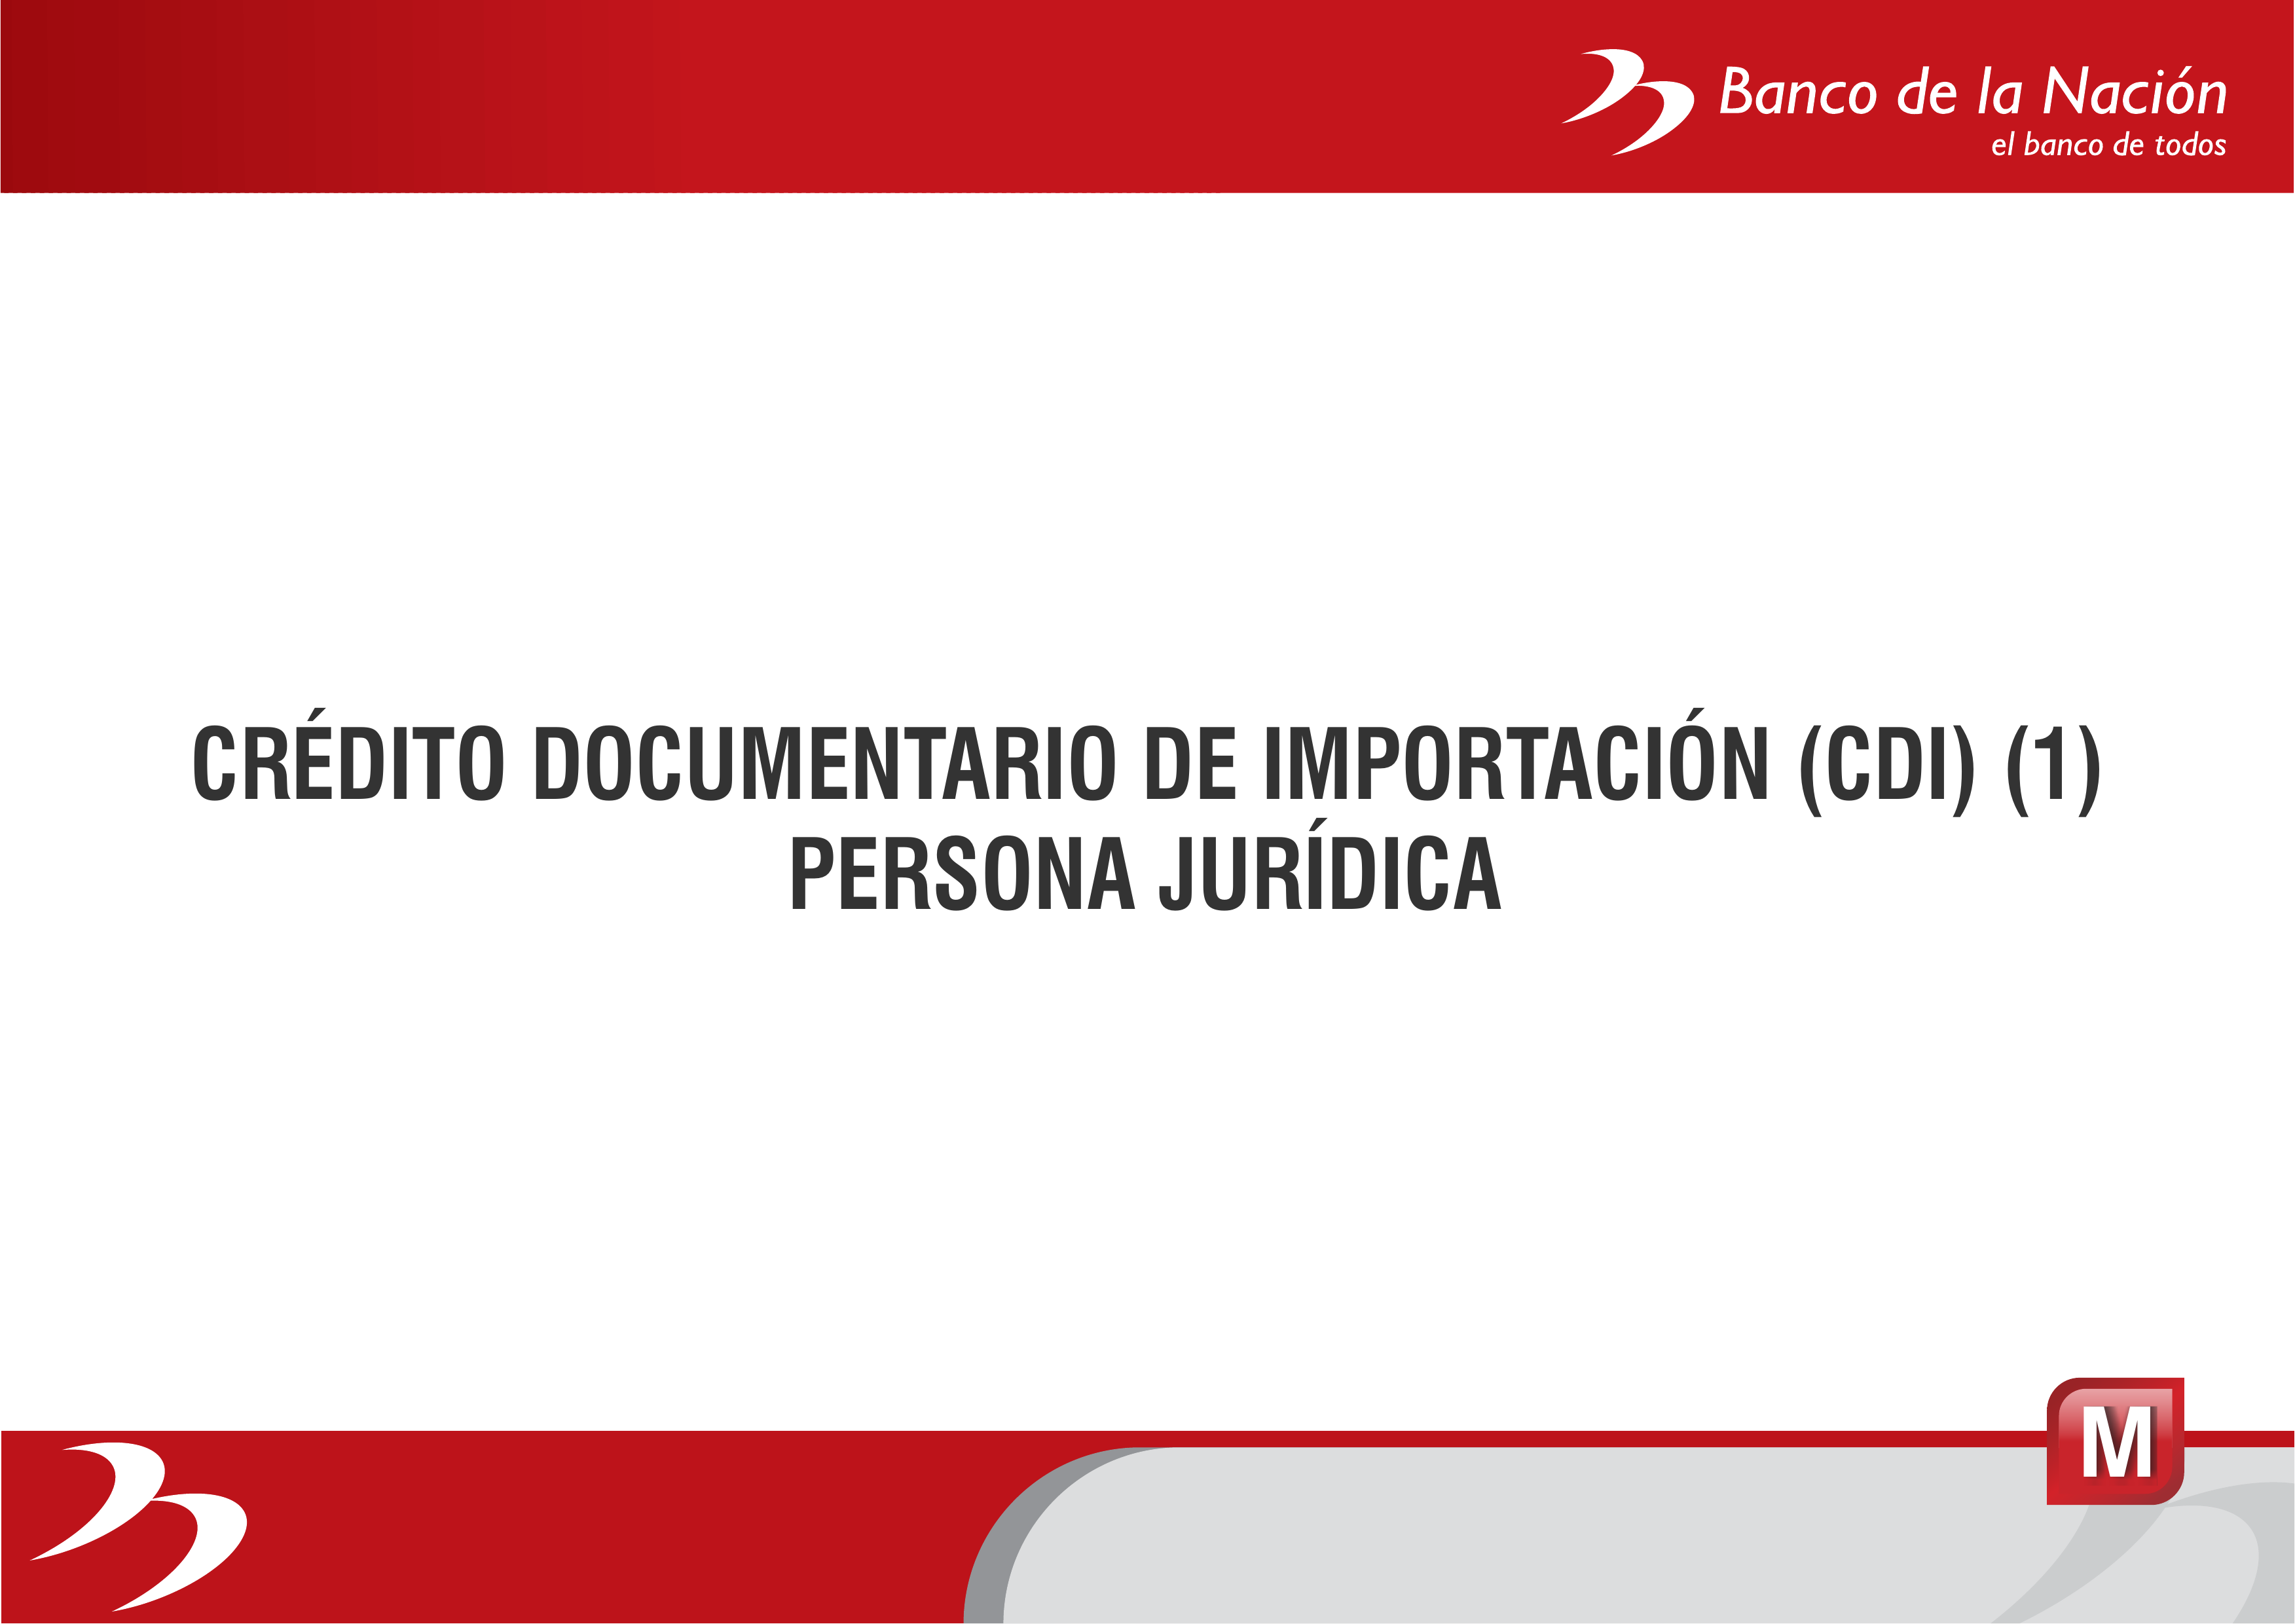 Banco de la Nación
el banco de todos
CRÉDITO DOCUMENTARIO DE IMPORTACIÓN (CDI) (1)
PERSONA JURÍDICA
M